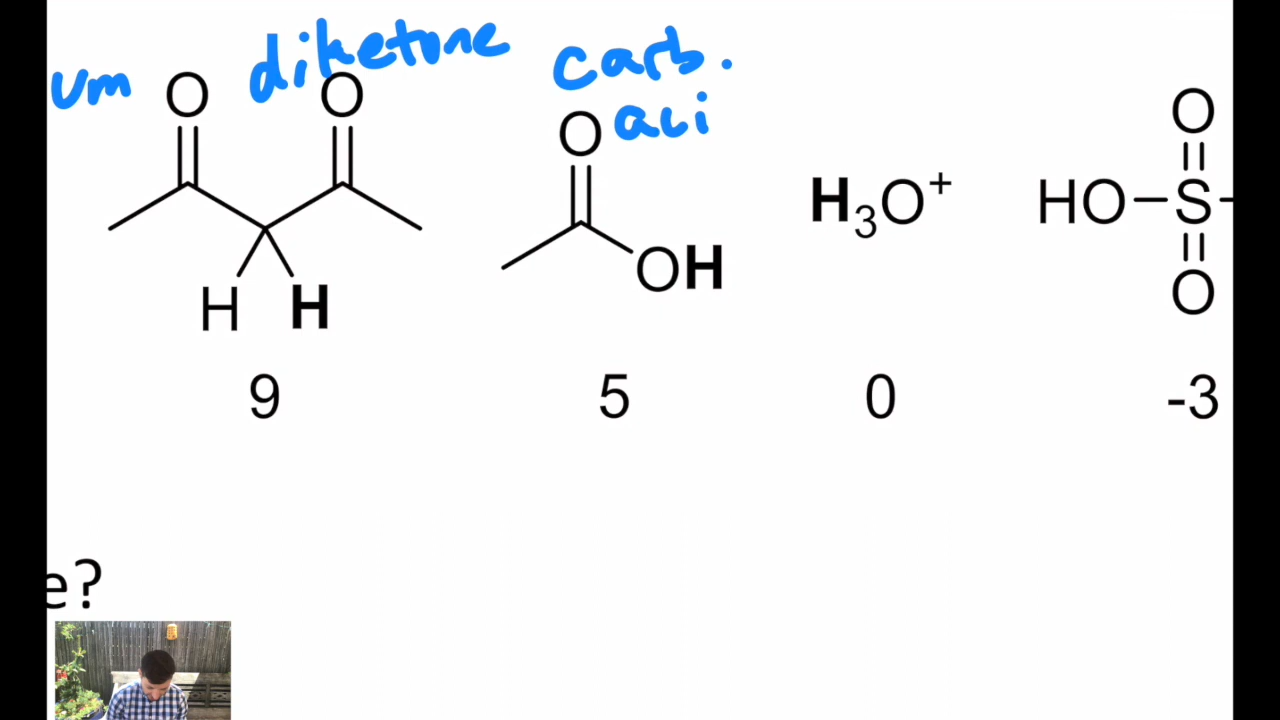 um diketone carb.
aci
O O O O
H₃O⁺ HO S
OH
H H O
9 5 0 -3
e?